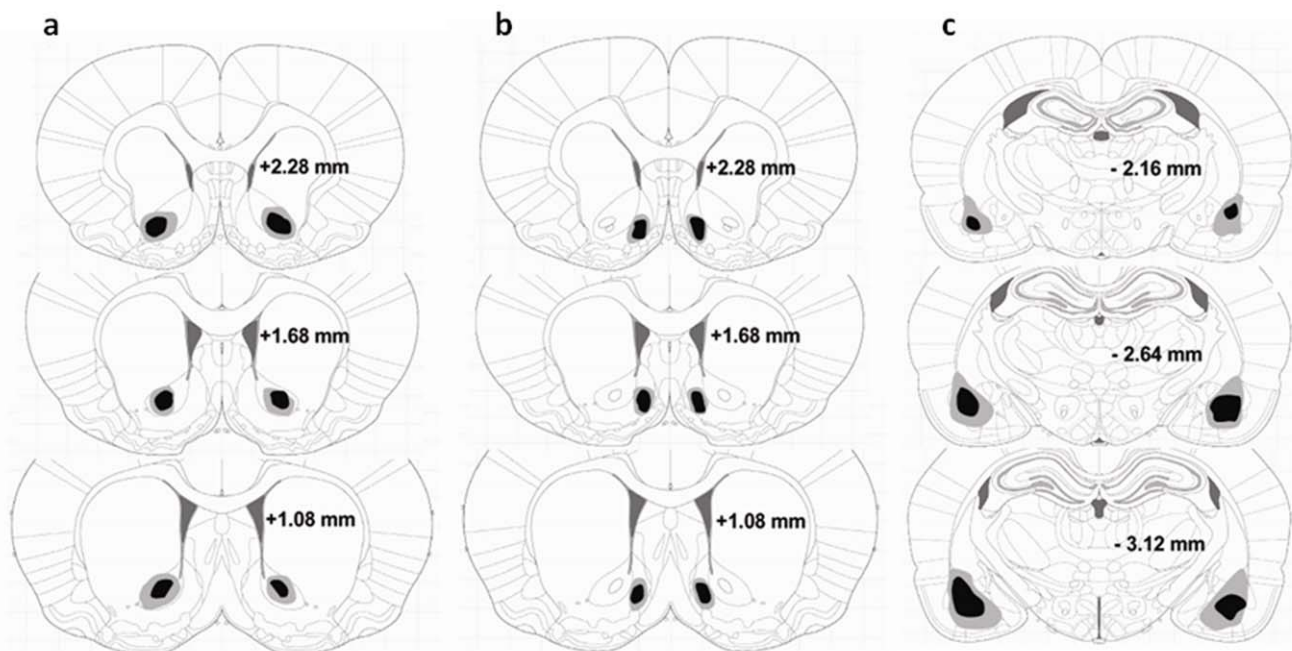 a
+2.28 mm
+1.68 mm
+1.08 mm
b
+2.28 mm
+1.68 mm
+1.08 mm
c
- 2.16 mm
- 2.64 mm
- 3.12 mm